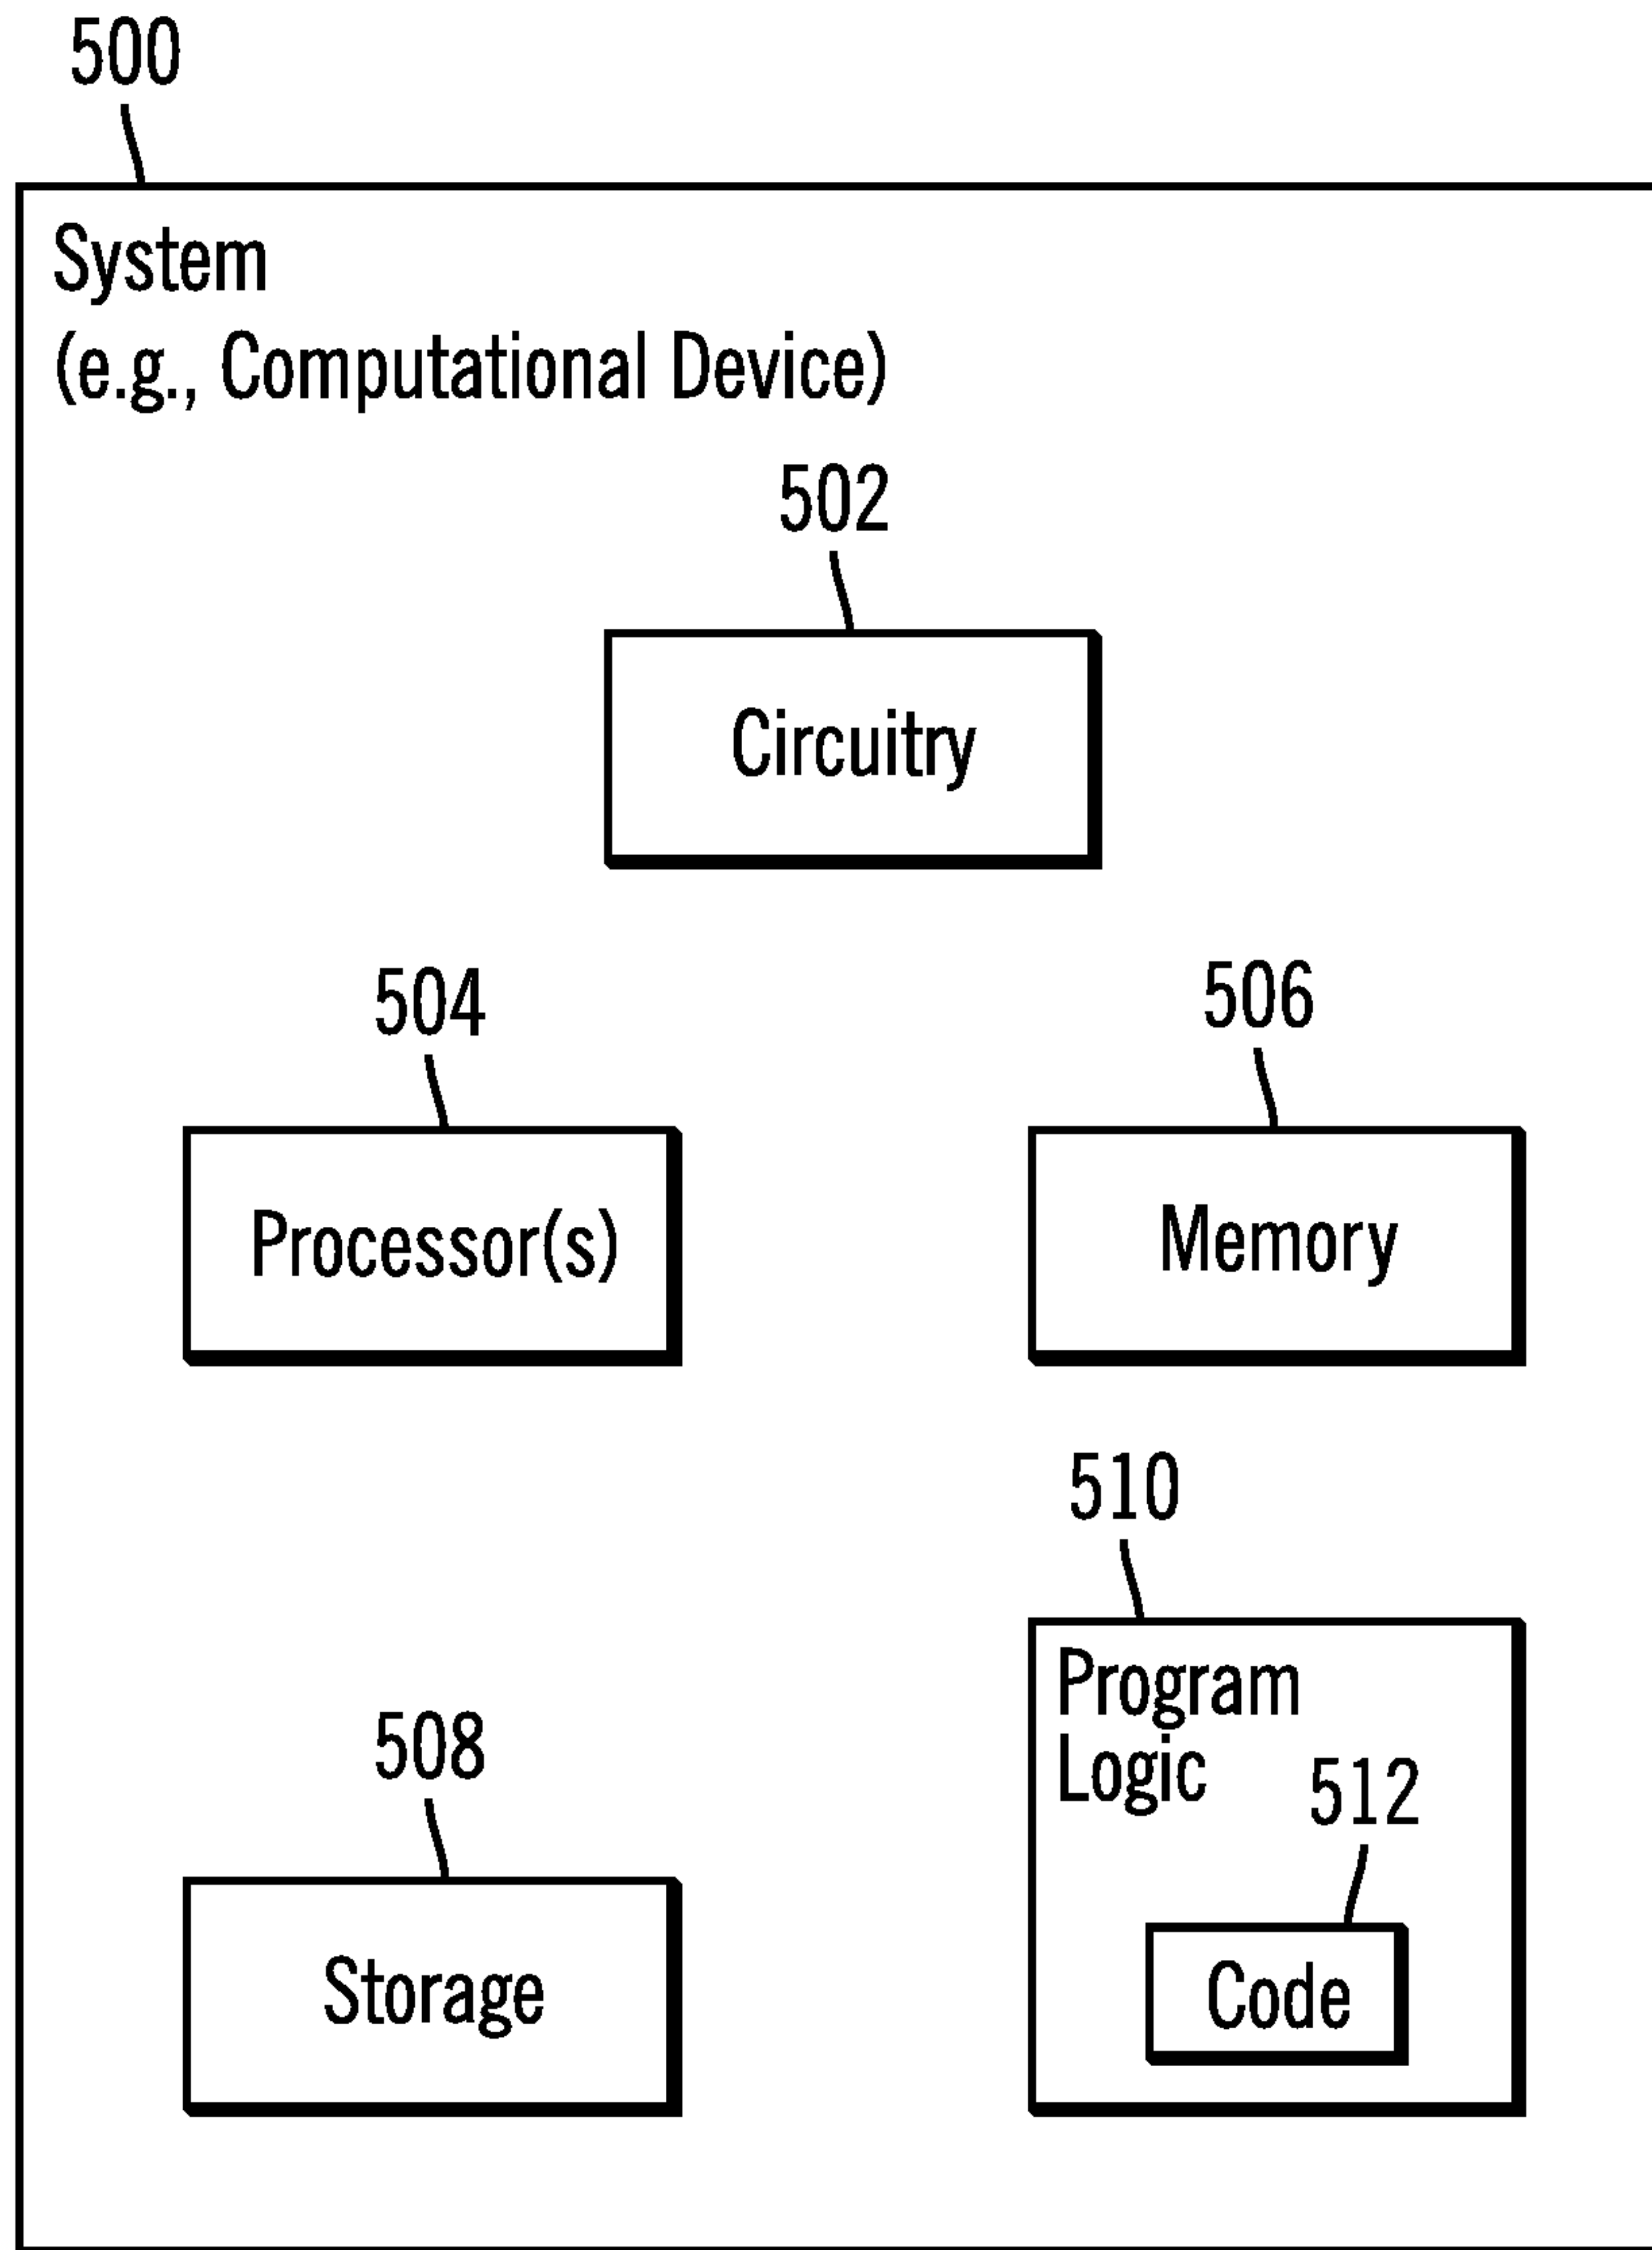 500
System
(e.g., Computational Device)
502
Circuitry
504
506
Processor(s)
Memory
510
Program
Logic
508
512
Storage
Code